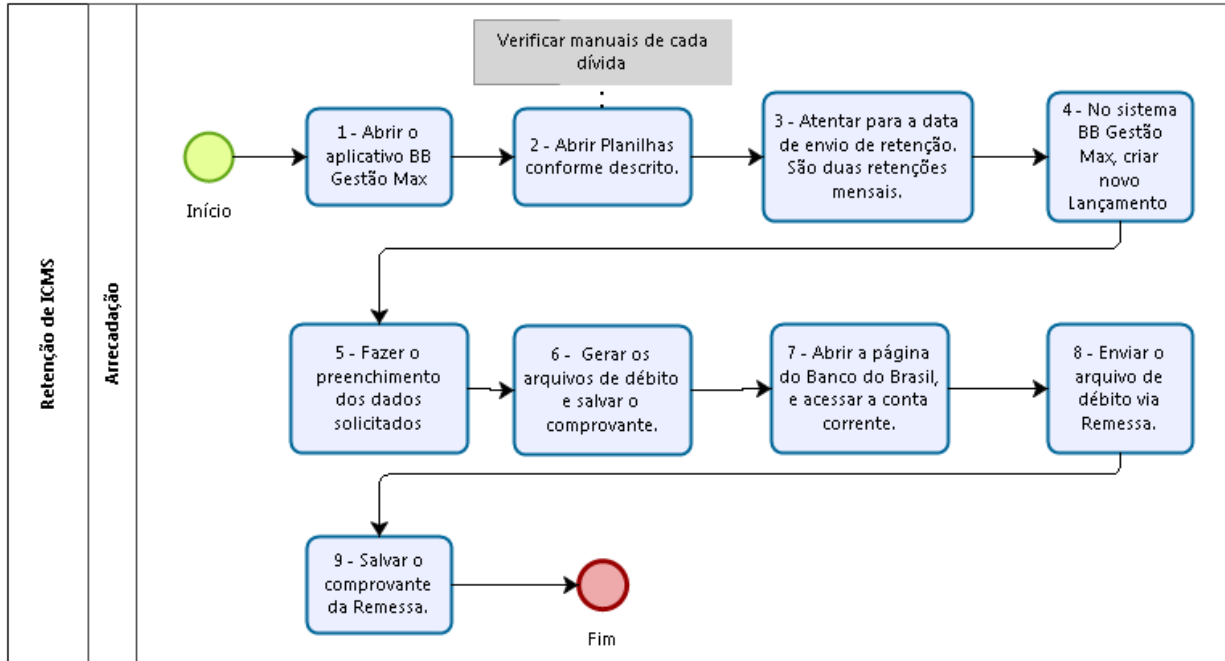 Retenção de ICMS
Arrecadação
Verificar manuais de cada
dívida
Início
1 - Abrir o
aplicativo BB
Gestão Max
2 - Abrir Planilhas
conforme descrito.
3 - Atentar para a data
de envio de retenção.
São duas retenções
mensais.
4 - No sistema
BB Gestão
Max, criar
novo
Lançamento
5 - Fazer o
preenchimento
dos dados
solicitados
6 - Gerar os
arquivos de débito
e salvar o
comprovante.
7 - Abrir a página
do Banco do Brasil,
e acessar a conta
corrente.
8 - Enviar o
arquivo de
débito via
Remessa.
9 - Salvar o
comprovante
da Remessa.
Fim